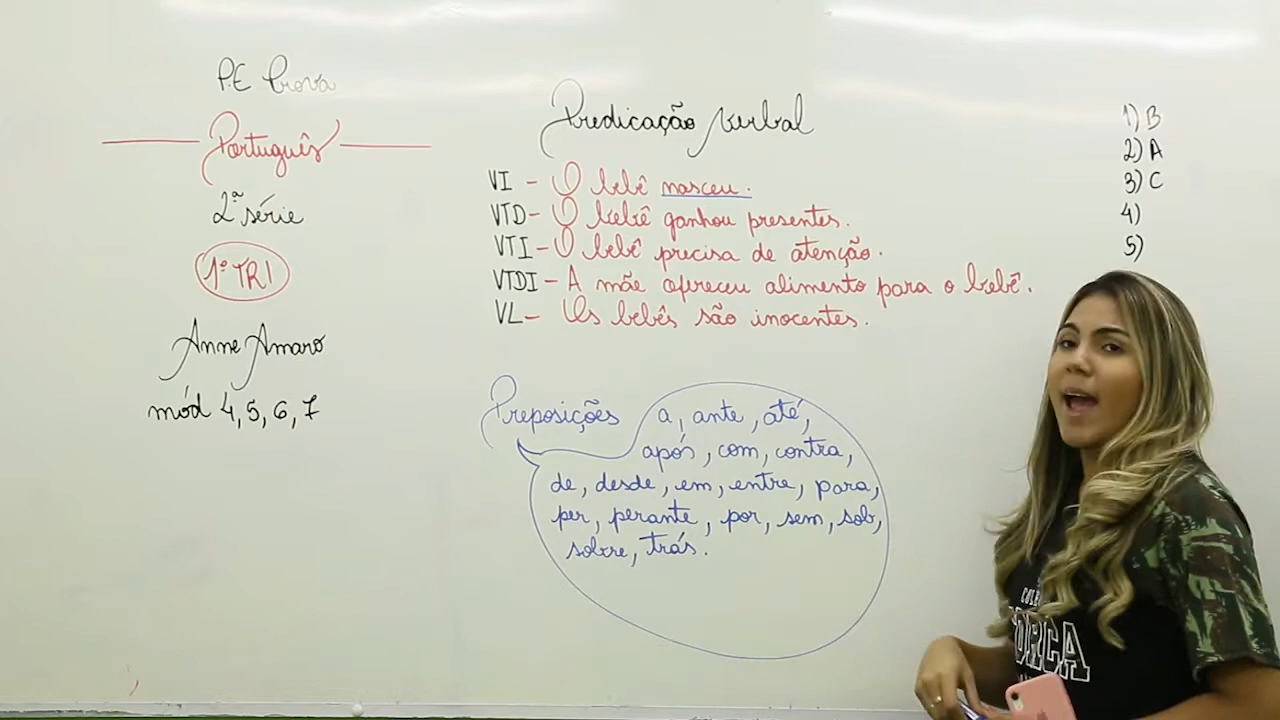 P.E Prova
Português
2ª série
1º TRI
Anne Amaro
mód 4, 5, 6, 7
Predicação Verbal
VI - O bebê nasceu.
VTD- O bebê ganhou presentes.
VTI- O bebê precisa de atenção.
VTDI- A mãe ofereceu alimento para o bebê.
VL- Os bebês são inocentes.
Preposições a, ante, até,
após, com, contra,
de, desde, em, entre, para,
per, perante, por, sem, sob,
sobre, trás.
1) B
2) A
3) C
4)
5)